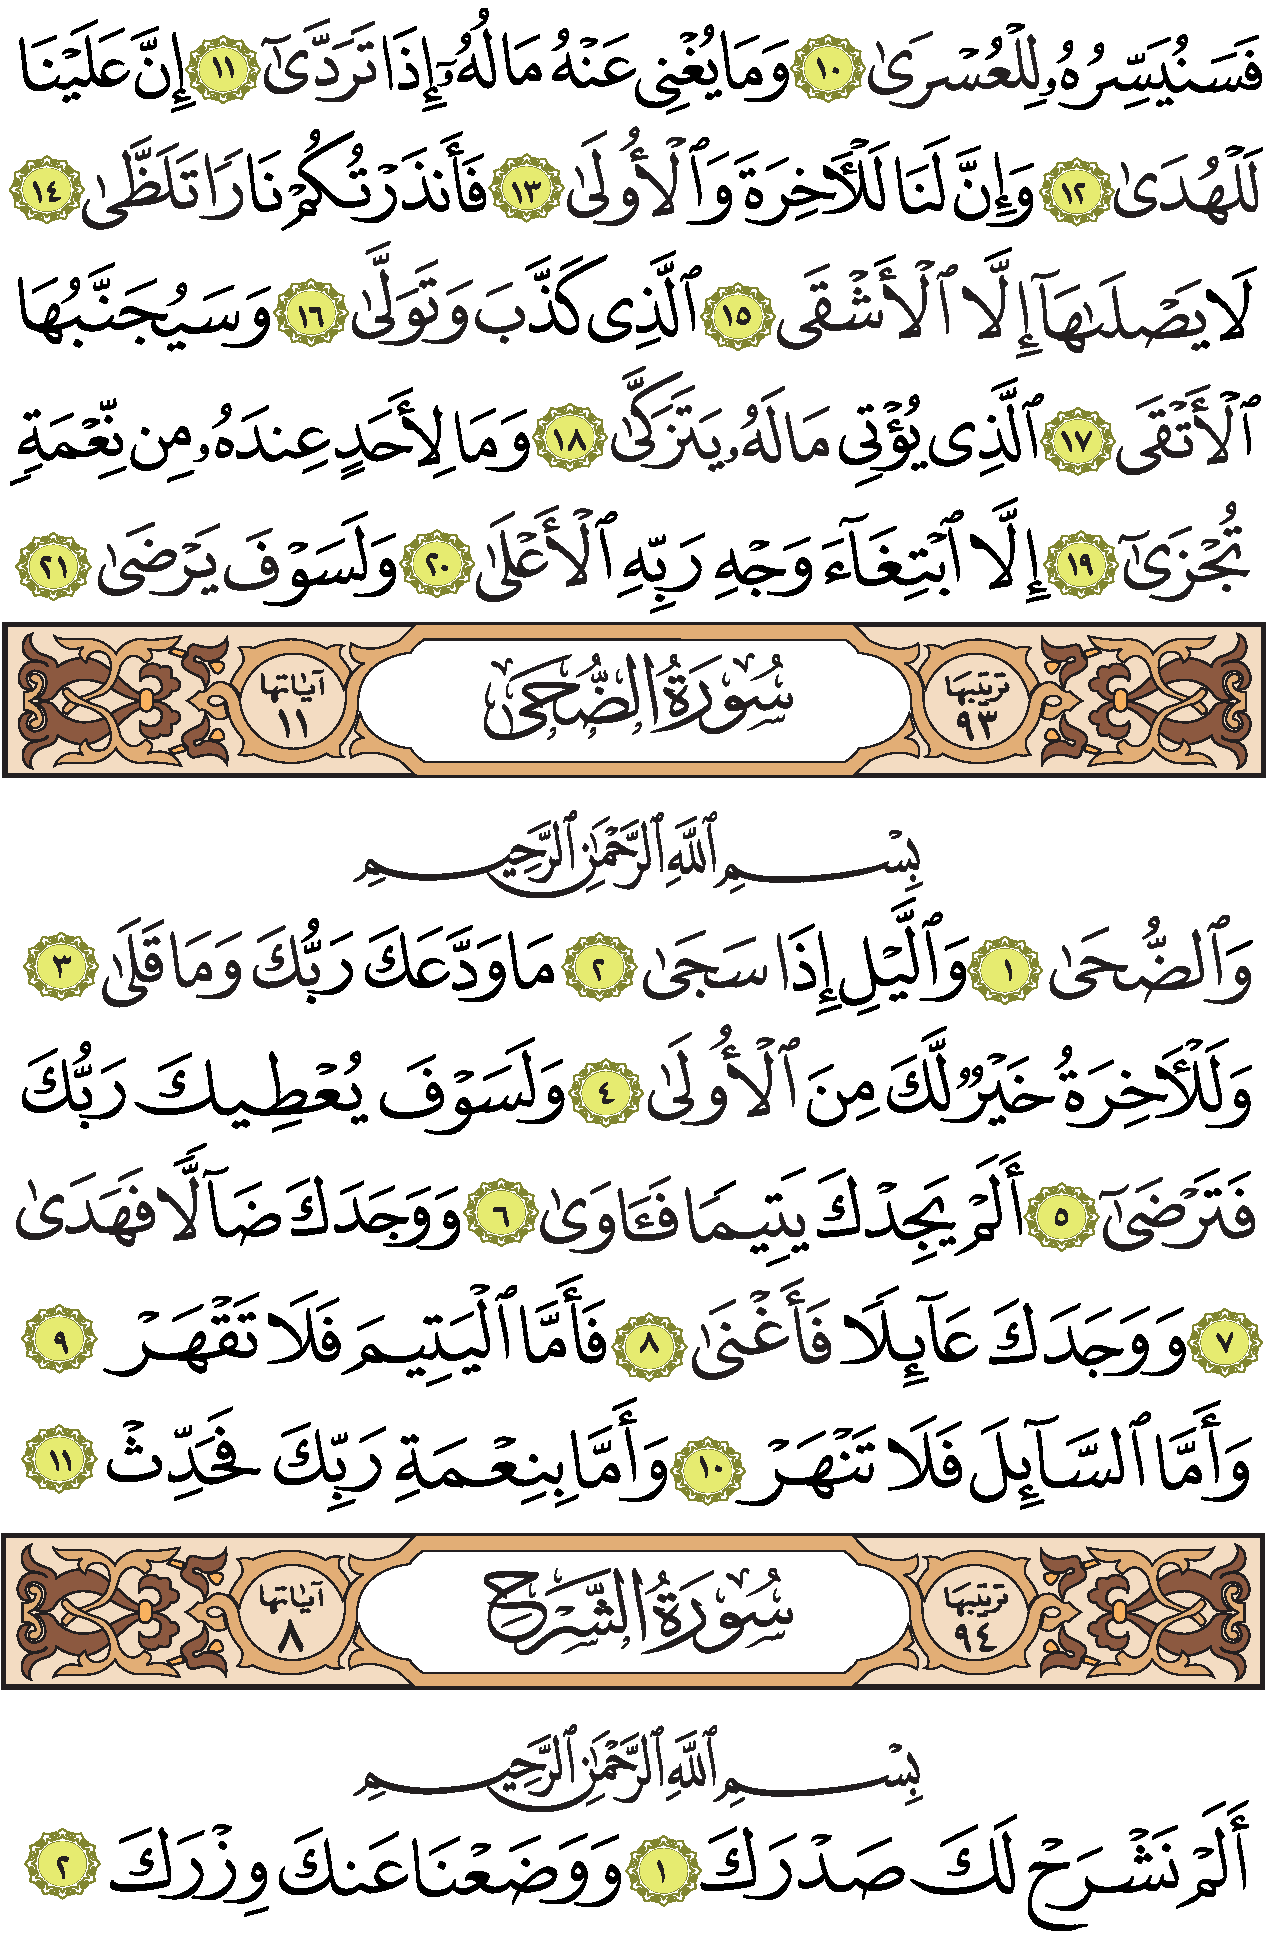 فَسَنُيَسِّرُهُۥ لِلْعُسْرَىٰ ١٠ وَمَا يُغْنِى عَنْهُ مَالُهُۥٓ إِذَا تَرَدَّىٰٓ ١١ إِنَّ عَلَيْنَا
لَلْهُدَىٰ ١٢ وَإِنَّ لَنَا لَلْـَٔاخِرَةَ وَٱلْأُولَىٰ ١٣ فَأَنذَرْتُكُمْ نَارًا تَلَظَّىٰ ١٤
لَا يَصْلَىٰهَآ إِلَّا ٱلْأَشْقَى ١٥ ٱلَّذِى كَذَّبَ وَتَوَلَّىٰ ١٦ وَسَيُجَنَّبُهَا
ٱلْأَتْقَى ١٧ ٱلَّذِى يُؤْتِى مَالَهُۥ يَتَزَكَّىٰ ١٨ وَمَا لِأَحَدٍ عِندَهُۥ مِن نِّعْمَةٍ
تُجْزَىٰٓ ١٩ إِلَّا ٱبْتِغَآءَ وَجْهِ رَبِّهِ ٱلْأَعْلَىٰ ٢٠ وَلَسَوْفَ يَرْضَىٰ ٢١
ترتيبها ٩٣ سُورَةُ الضُّحَىٰ آياتها ١١
بِسْمِ ٱللَّهِ ٱلرَّحْمَٰنِ ٱلرَّحِيمِ
وَٱلضُّحَىٰ ١ وَٱلَّيْلِ إِذَا سَجَىٰ ٢ مَا وَدَّعَكَ رَبُّكَ وَمَا قَلَىٰ ٣
وَلَلْـَٔاخِرَةُ خَيْرٌ لَّكَ مِنَ ٱلْأُولَىٰ ٤ وَلَسَوْفَ يُعْطِيكَ رَبُّكَ
فَتَرْضَىٰٓ ٥ أَلَمْ يَجِدْكَ يَتِيمًا فَـَٔاوَىٰ ٦ وَوَجَدَكَ ضَآلًّا فَهَدَىٰ
٧ وَوَجَدَكَ عَآئِلًا فَأَغْنَىٰ ٨ فَأَمَّا ٱلْيَتِيمَ فَلَا تَقْهَرْ ٩
وَأَمَّا ٱلسَّآئِلَ فَلَا تَنْهَرْ ١٠ وَأَمَّا بِنِعْمَةِ رَبِّكَ فَحَدِّثْ ١١
ترتيبها ٩٤ سُورَةُ الشَّرْحِ آياتها ٨
بِسْمِ ٱللَّهِ ٱلرَّحْمَٰنِ ٱلرَّحِيمِ
أَلَمْ نَشْرَحْ لَكَ صَدْرَكَ ١ وَوَضَعْنَا عَنكَ وِزْرَكَ ٢